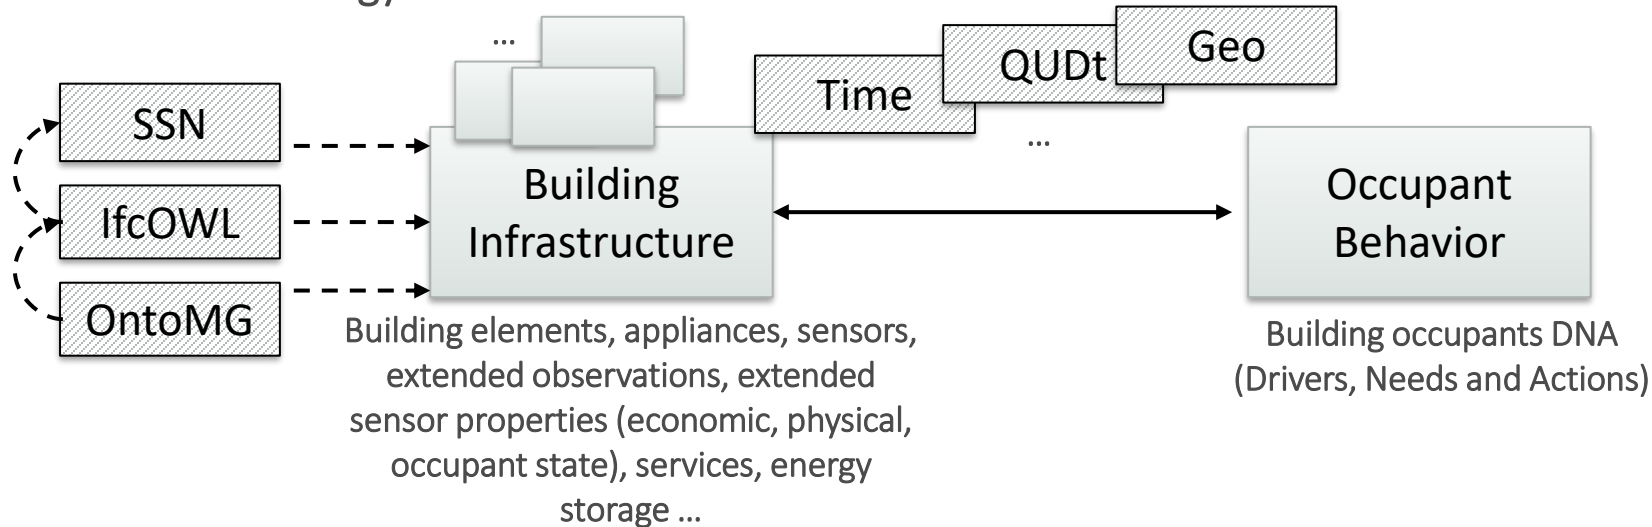 ...
Geo
QUDt
Time
...
SSN
IfcOWL
OntoMG
Building
Infrastructure
Occupant
Behavior
Building elements, appliances, sensors,
extended observations, extended
sensor properties (economic, physical,
occupant state), services, energy
storage ...
Building occupants DNA
(Drivers, Needs and Actions)